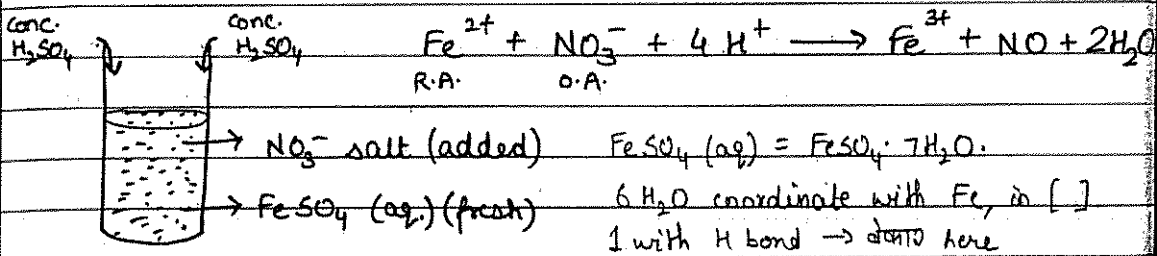 conc. H₂SO₄
conc. H₂SO₄
Fe²⁺ + NO₃⁻ + 4 H⁺ ⟶ Fe³⁺ + NO + 2H₂O
R.A. O.A.
→ NO₃⁻ salt (added)
FeSO₄ (aq) = FeSO₄·7H₂O.
→ FeSO₄ (aq.) (fresh)
6 H₂O coordinate with Fe, in [ ]
1 with H bond → here